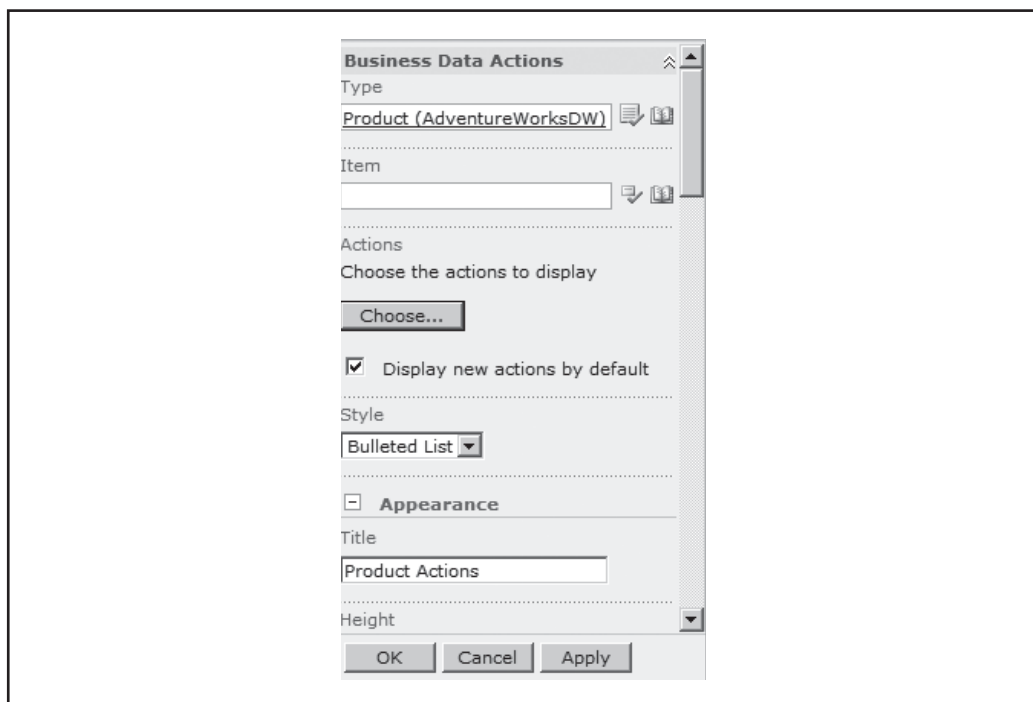 Business Data Actions
Type
Product (AdventureWorksDW)
Item
Actions
Choose the actions to display
Choose...
Display new actions by default
Style
Bulleted List
Appearance
Title
Product Actions
Height
OK Cancel Apply